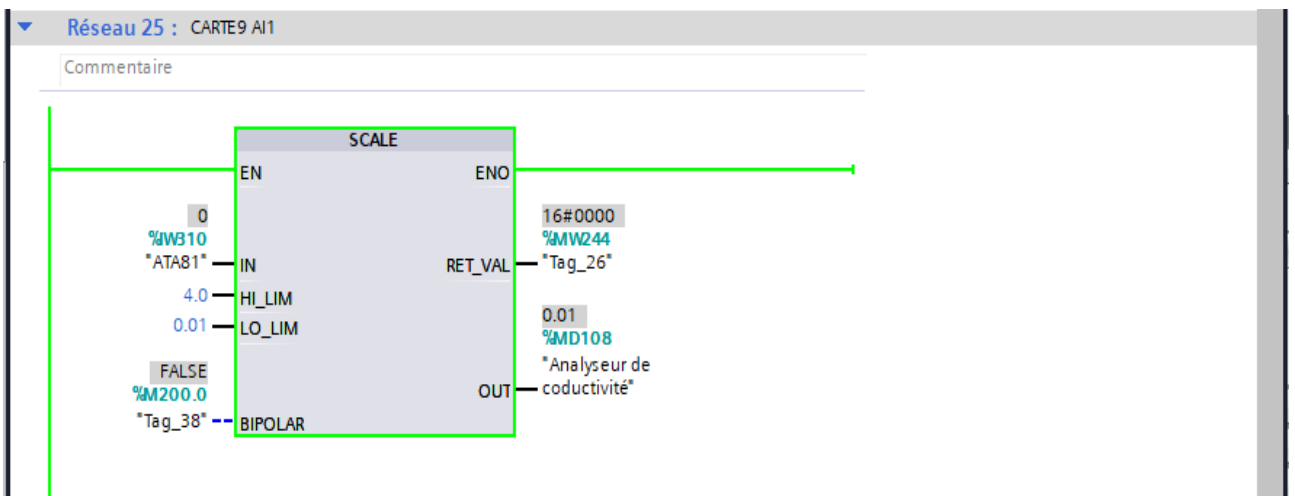 Réseau 25 : CARTE9 AI1
Commentaire
SCALE
EN ENO
0
%IW310
"ATA81" IN
16#0000
%MW244
RET_VAL "Tag_26"
4.0 HI_LIM
0.01 LO_LIM
0.01
%MD108
"Analyseur de
OUT coductivité"
FALSE
%M200.0
"Tag_38" BIPOLAR